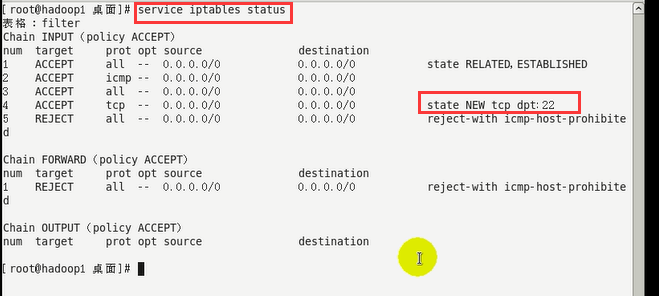 [root@hadoop1 桌面]# service iptables status
表格：filter
Chain INPUT (policy ACCEPT)
num target prot opt source destination
1 ACCEPT all -- 0.0.0.0/0 0.0.0.0/0 state RELATED,ESTABLISHED
2 ACCEPT icmp -- 0.0.0.0/0 0.0.0.0/0
3 ACCEPT all -- 0.0.0.0/0 0.0.0.0/0
4 ACCEPT tcp -- 0.0.0.0/0 0.0.0.0/0 state NEW tcp dpt:22
5 REJECT all -- 0.0.0.0/0 0.0.0.0/0 reject-with icmp-host-prohibite
d
Chain FORWARD (policy ACCEPT)
num target prot opt source destination
1 REJECT all -- 0.0.0.0/0 0.0.0.0/0 reject-with icmp-host-prohibite
d
Chain OUTPUT (policy ACCEPT)
num target prot opt source destination
[root@hadoop1 桌面]#